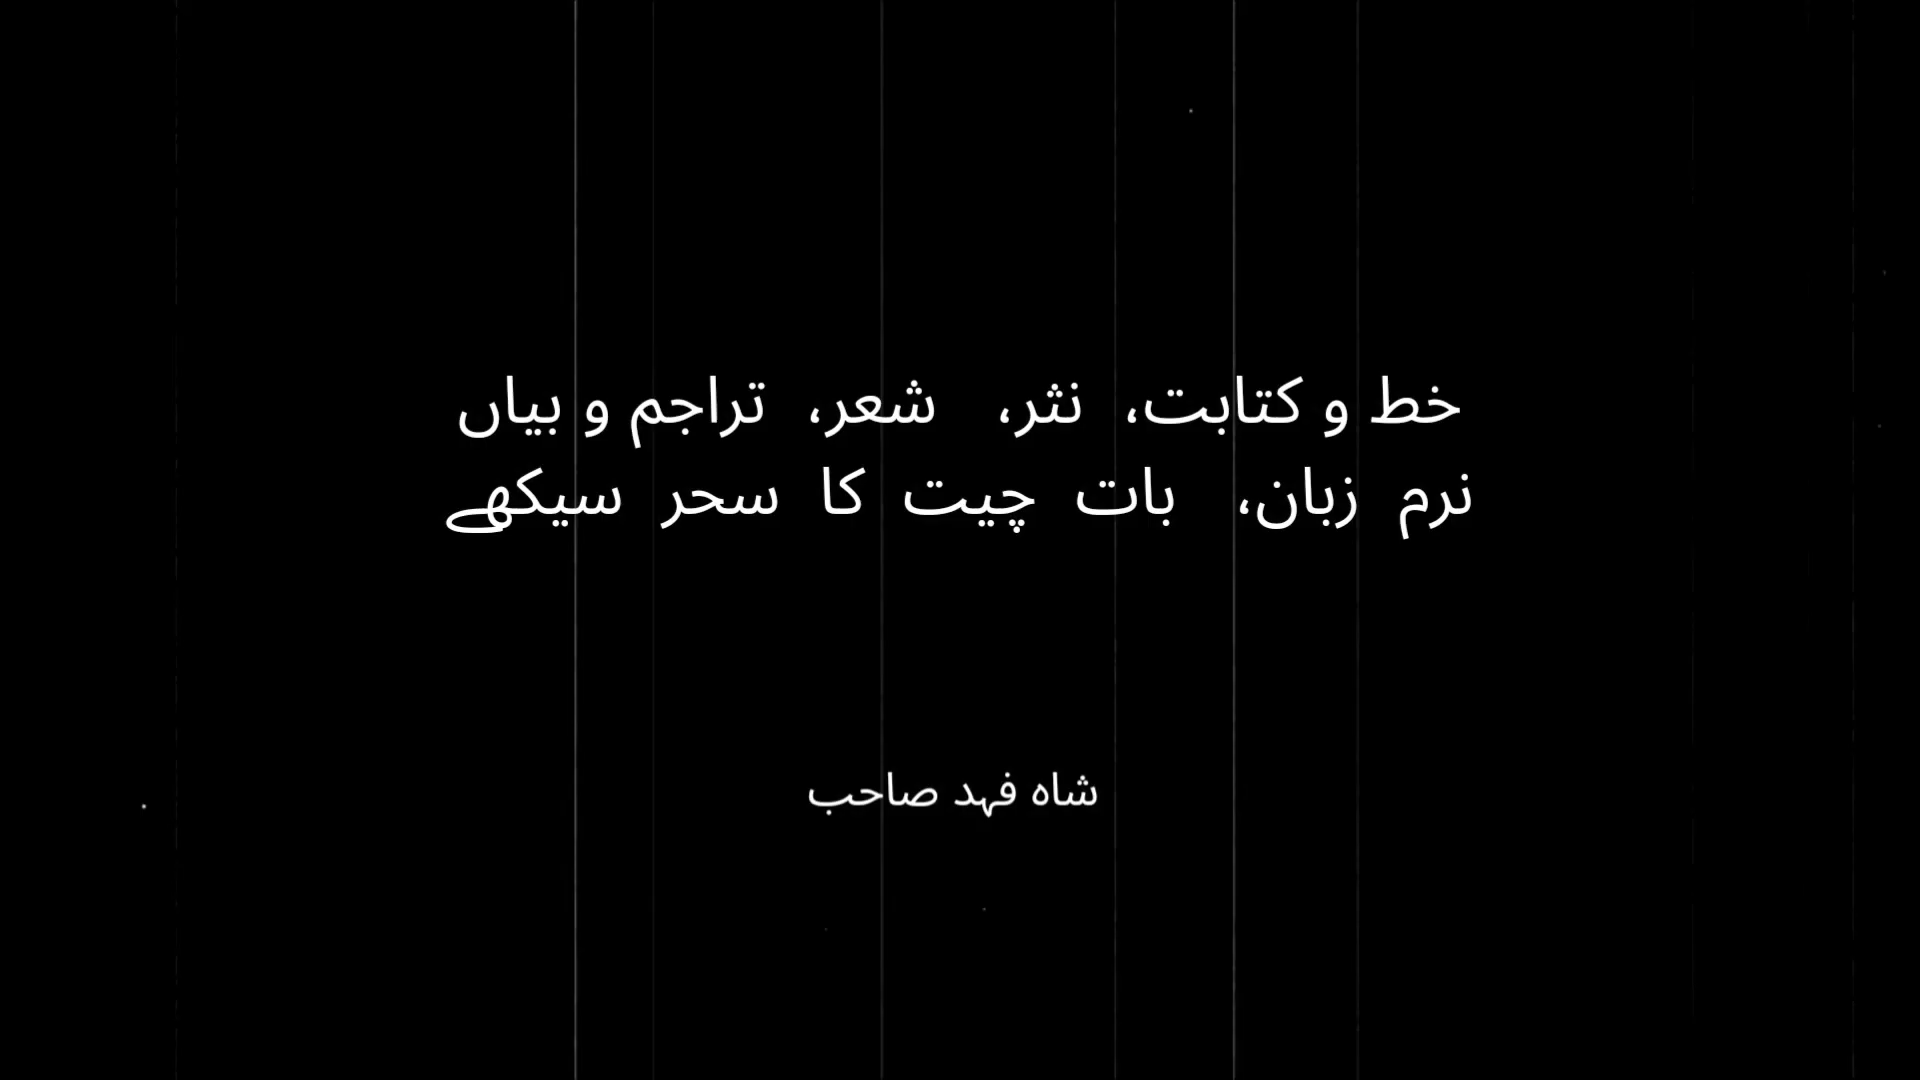 خط و کتابت، نثر، شعر، تراجم و بیاں
نرم زبان، بات چیت کا سحر سیکھے
شاہ فہد صاحب